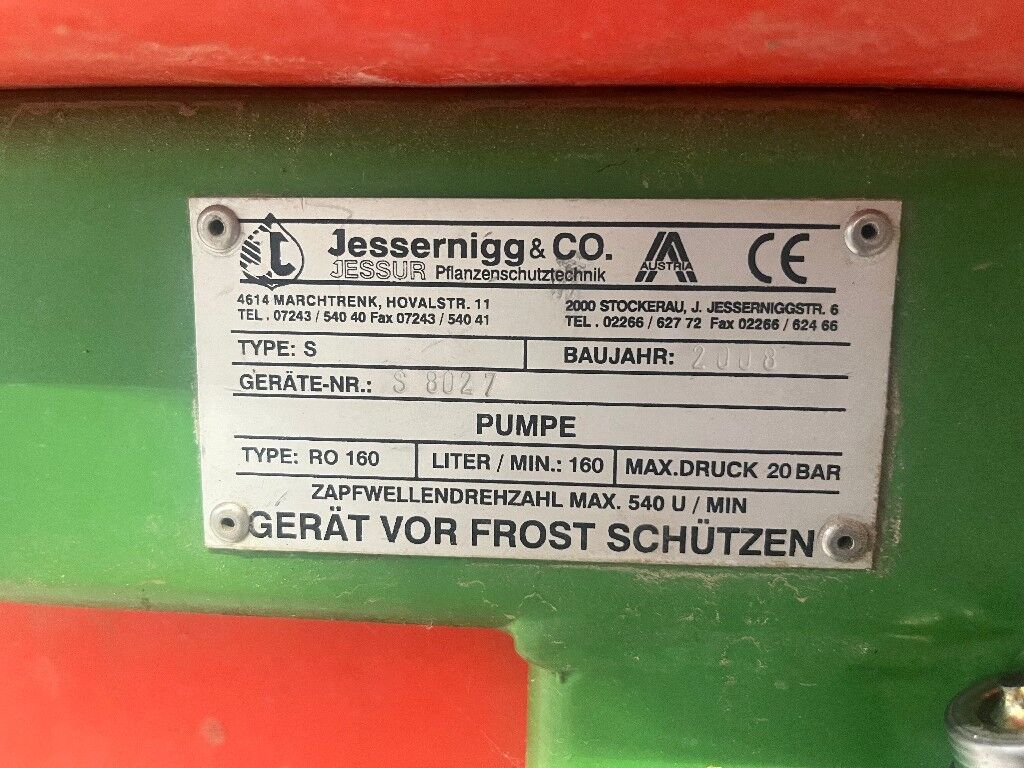 Jessernigg & CO.
JESSUR Pflanzenschutztechnik
AUSTRIA
CE
4614 MARCHTRENK, HOVALSTR. 11
TEL. 07243 / 540 40 Fax 07243 / 540 41
2000 STOCKERAU, J. JESSERNIGGSTR. 6
TEL. 02266 / 627 72 Fax 02266 / 624 66
TYPE: S BAUJAHR: 2008
GERÄTE-NR.: S 8027
PUMPE
TYPE: RO 160 LITER / MIN.: 160 MAX.DRUCK 20 BAR
ZAPFWELLENDREHZAHL MAX. 540 U / MIN
GERÄT VOR FROST SCHÜTZEN